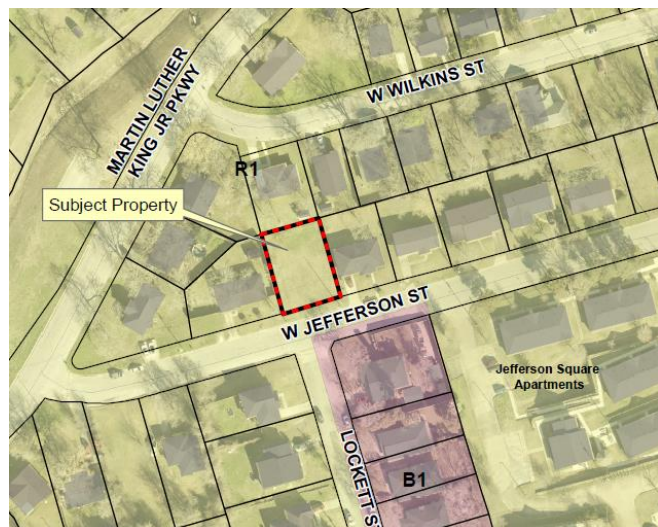 MARTIN LUTHER
KING JR PKWY
W WILKINS ST
R1
Subject Property
W JEFFERSON ST
Jefferson Square
Apartments
LOCKETT S
B1